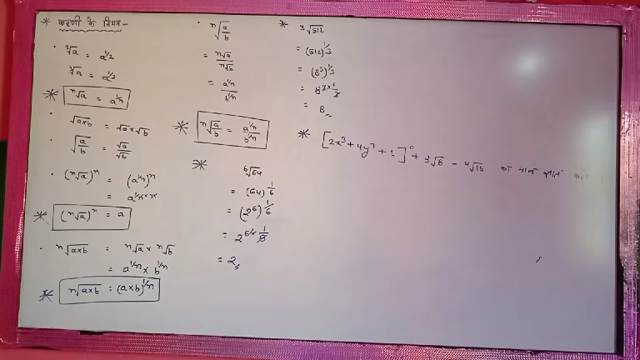 * करणी के नियम -
· ²√a = a^1/2
³√a = a^1/3
* ⁿ√a = a^1/n
· √a×b = √a×√b
· √a/b = √a/√b
· (ⁿ√a)ⁿ = (a^1/n)ⁿ
= a^1/n×n
* (ⁿ√a)ⁿ = a
· ⁿ√a×b = ⁿ√a × ⁿ√b
= a^1/n × b^1/n
* ⁿ√a×b = (a×b)^1/n
· ⁿ√a/b
= ⁿ√a/ⁿ√b
= a^1/n/b^1/n
* ⁿ√a/b = a^1/n/b^1/n
* ⁶√64
= (64)^1/6
= (2⁶)^1/6
= 2^6×1/6
= 2
* ³√512
= (512)^1/3
= (8³)^1/3
= 8^3×1/3
= 8
* [2x³ + 4y⁷ + ]⁰ + ³√8 - ⁴√16 का मान ज्ञात